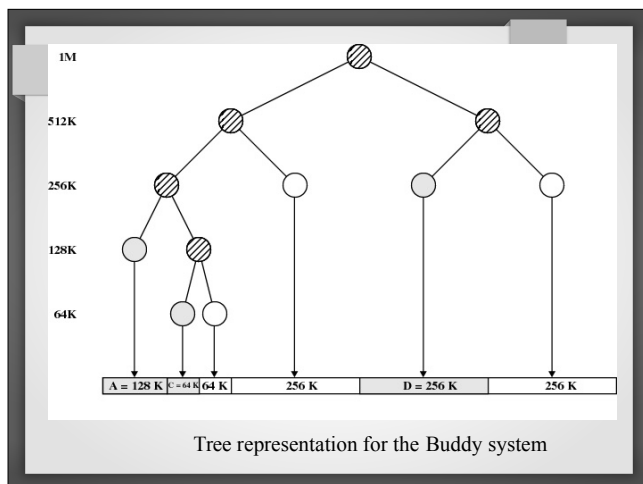 1M
512K
256K
128K
64K
A = 128 K C = 64 K 64 K 256 K D = 256 K 256 K
Tree representation for the Buddy system